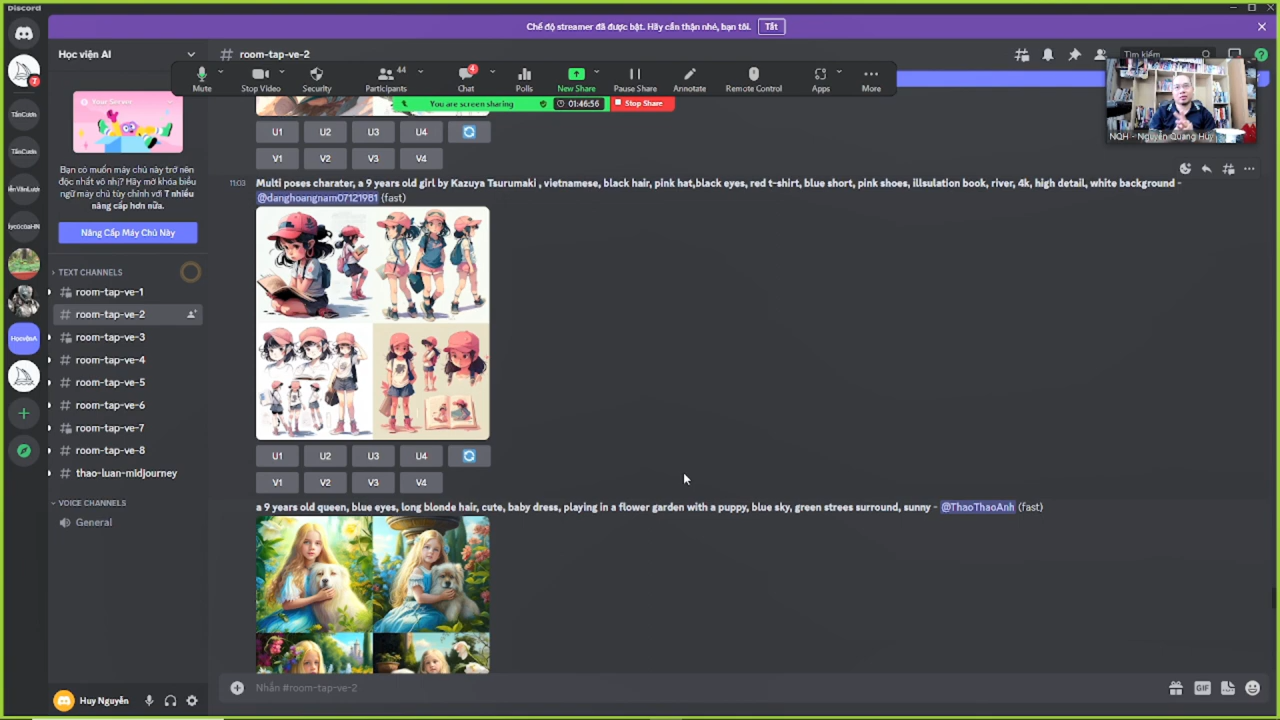 Discord
Chế độ streamer đã được bật. Hãy cẩn thận nhé, bạn tôi.
Tắt
Học viện AI
room-tap-ve-2
Tìm kiếm
Mute
Stop Video
Security
44
Participants
4
Chat
Polls
New Share
Pause Share
Annotate
Remote Control
Apps
More
You are screen sharing
01:46:56
Stop Share
NQH - Nguyễn Quang Huy
Your Server
Bạn có muốn máy chủ này trở nên
độc nhất vô nhị? Hãy mở khóa biểu
ngữ máy chủ tùy chỉnh với 7 nhiều
nâng cấp hơn nữa.
Nâng Cấp Máy Chủ Này
TEXT CHANNELS
room-tap-ve-1
room-tap-ve-2
room-tap-ve-3
room-tap-ve-4
room-tap-ve-5
room-tap-ve-6
room-tap-ve-7
room-tap-ve-8
thao-luan-midjourney
VOICE CHANNELS
General
Huy Nguyễn
U1 U2 U3 U4
V1 V2 V3 V4
11:03 Multi poses charater, a 9 years old girl by Kazuya Tsurumaki , vietnamese, black hair, pink hat,black eyes, red t-shirt, blue short, pink shoes, illsulation book, river, 4k, high detail, white background -
@danghoangnam07121981 (fast)
U1 U2 U3 U4
V1 V2 V3 V4
a 9 years old queen, blue eyes, long blonde hair, cute, baby dress, playing in a flower garden with a puppy, blue sky, green strees surround, sunny - @ThaoThaoAnh (fast)
Nhắn #room-tap-ve-2
GIF